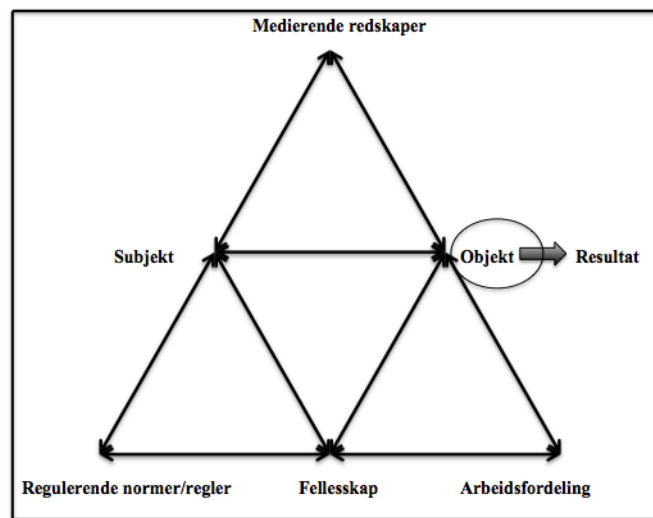 Medierende redskaper
Subjekt Objekt Resultat
Regulerende normer/regler Fellesskap Arbeidsfordeling